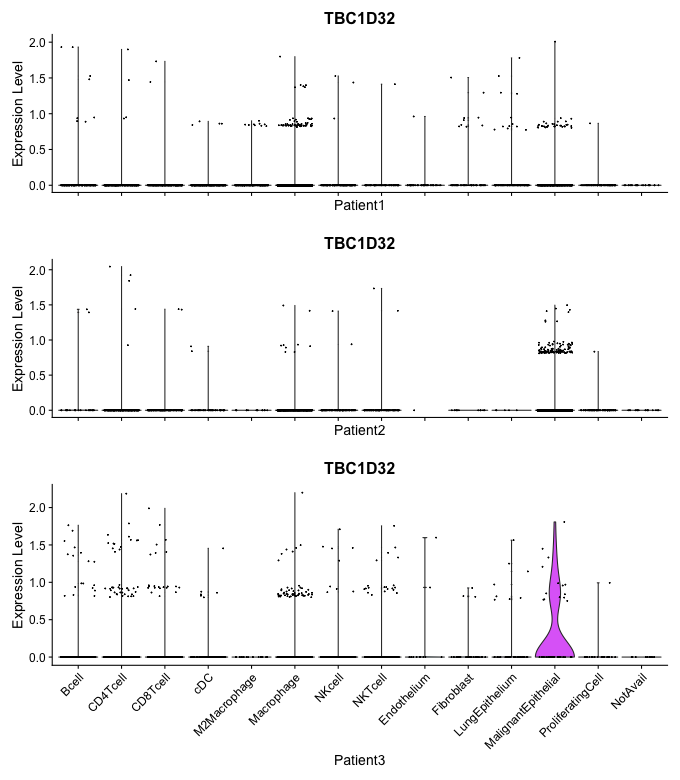 TBC1D32
Expression Level
2.0
1.5
1.0
0.5
0.0
Patient1
TBC1D32
Expression Level
2.0
1.5
1.0
0.5
0.0
Patient2
TBC1D32
Expression Level
2.0
1.5
1.0
0.5
0.0
Bcell
CD4Tcell
CD8Tcell
cDC
M2Macrophage
Macrophage
NKcell
NKTcell
Endothelium
Fibroblast
LungEpithelium
MalignantEpithelial
ProliferatingCell
NotAvail
Patient3